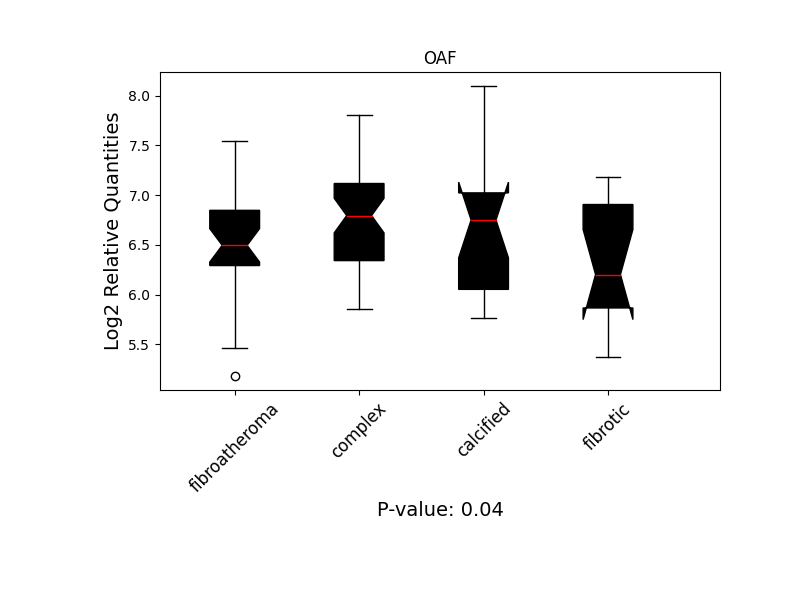 OAF
Log2 Relative Quantities
8.0
7.5
7.0
6.5
6.0
5.5
fibroatheroma
complex
calcified
fibrotic
P-value: 0.04